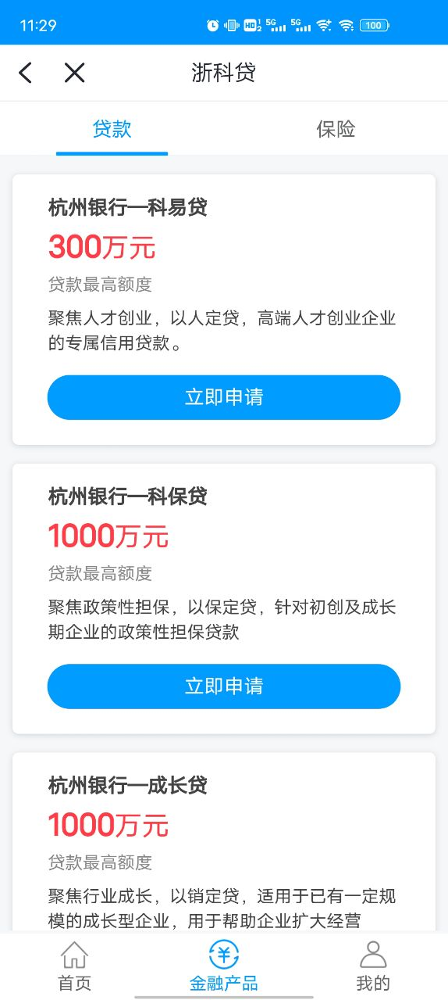 11:29
HD 1 2 5G 5G 100
浙科贷
贷款 保险
杭州银行—科易贷
300万元
贷款最高额度
聚焦人才创业，以人定贷，高端人才创业企业
的专属信用贷款。
立即申请
杭州银行—科保贷
1000万元
贷款最高额度
聚焦政策性担保，以保定贷，针对初创及成长
期企业的政策性担保贷款
立即申请
杭州银行—成长贷
1000万元
贷款最高额度
聚焦行业成长，以销定贷，适用于已有一定规
模的成长型企业，用于帮助企业扩大经营
首页 金融产品 我的